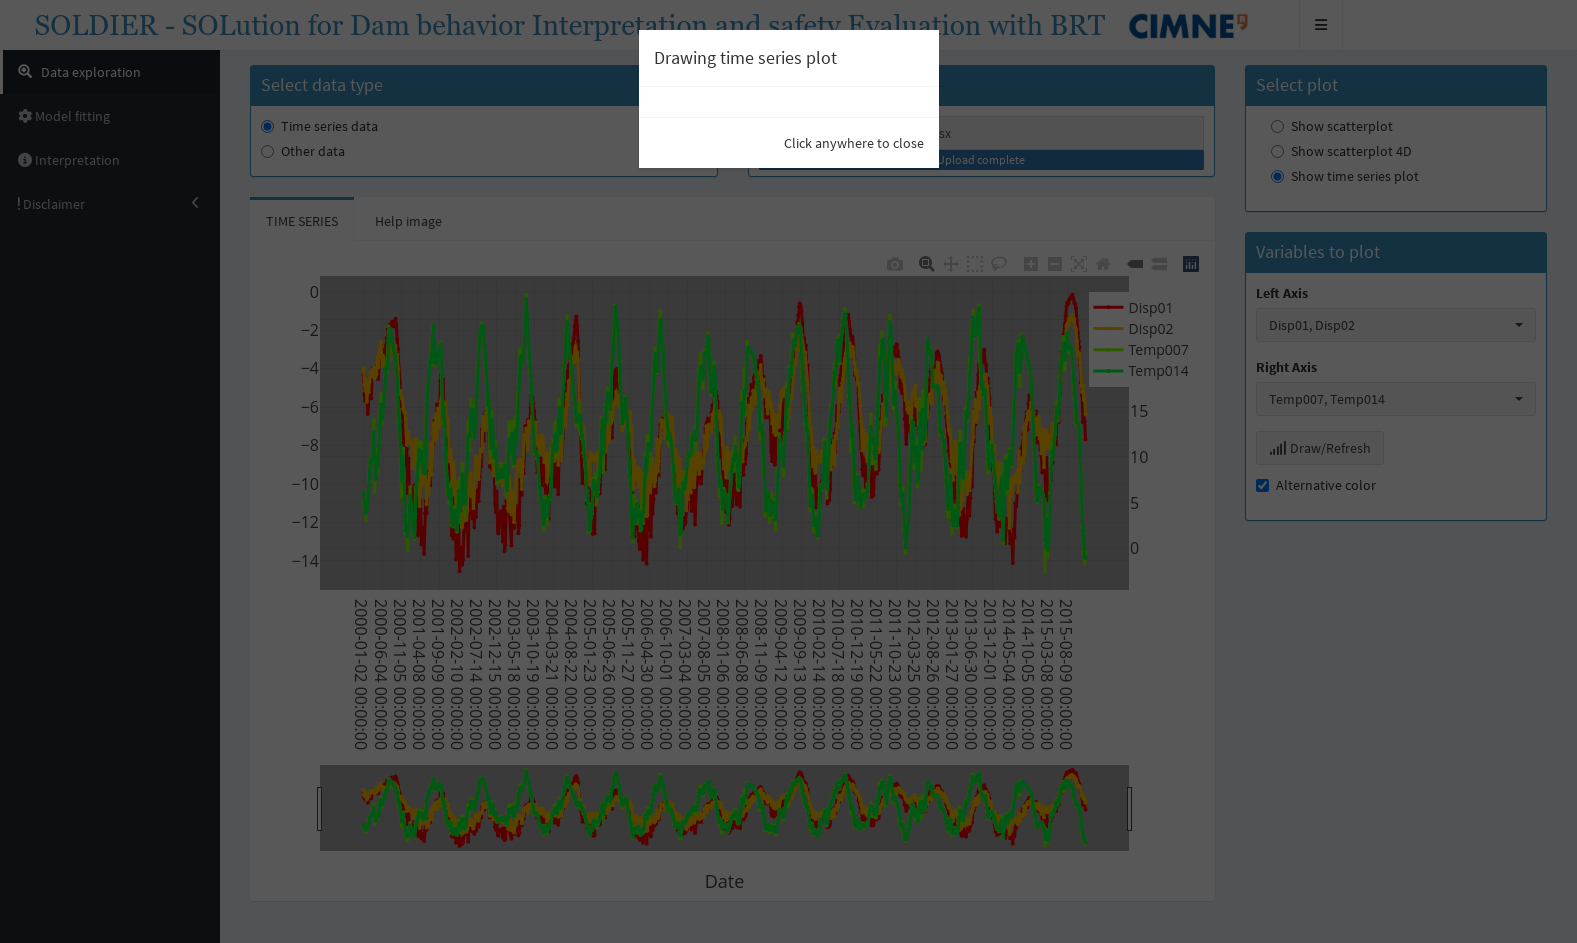 SOLDIER - SOLution for Dam behavior Interpretation and safety Evaluation with BRT
CIMNE
Data exploration
Model fitting
Interpretation
Disclaimer
Select data type
Time series data
Other data
Drawing time series plot
Click anywhere to close
sx
Upload complete
Select plot
Show scatterplot
Show scatterplot 4D
Show time series plot
Variables to plot
Left Axis
Disp01, Disp02
Right Axis
Temp007, Temp014
Draw/Refresh
Alternative color
TIME SERIES
Help image
0
−2
−4
−6
−8
−10
−12
−14
Disp01
Disp02
Temp007
Temp014
15
10
5
0
2000-01-02 00:00:00
2000-06-04 00:00:00
2000-11-05 00:00:00
2001-04-08 00:00:00
2001-09-09 00:00:00
2002-02-10 00:00:00
2002-07-14 00:00:00
2002-12-15 00:00:00
2003-05-18 00:00:00
2003-10-19 00:00:00
2004-03-21 00:00:00
2004-08-22 00:00:00
2005-01-23 00:00:00
2005-06-26 00:00:00
2005-11-27 00:00:00
2006-04-30 00:00:00
2006-10-01 00:00:00
2007-03-04 00:00:00
2007-08-05 00:00:00
2008-01-06 00:00:00
2008-06-08 00:00:00
2008-11-09 00:00:00
2009-04-12 00:00:00
2009-09-13 00:00:00
2010-02-14 00:00:00
2010-07-18 00:00:00
2010-12-19 00:00:00
2011-05-22 00:00:00
2011-10-23 00:00:00
2012-03-25 00:00:00
2012-08-26 00:00:00
2013-01-27 00:00:00
2013-06-30 00:00:00
2013-12-01 00:00:00
2014-05-04 00:00:00
2014-10-05 00:00:00
2015-03-08 00:00:00
2015-08-09 00:00:00
Date